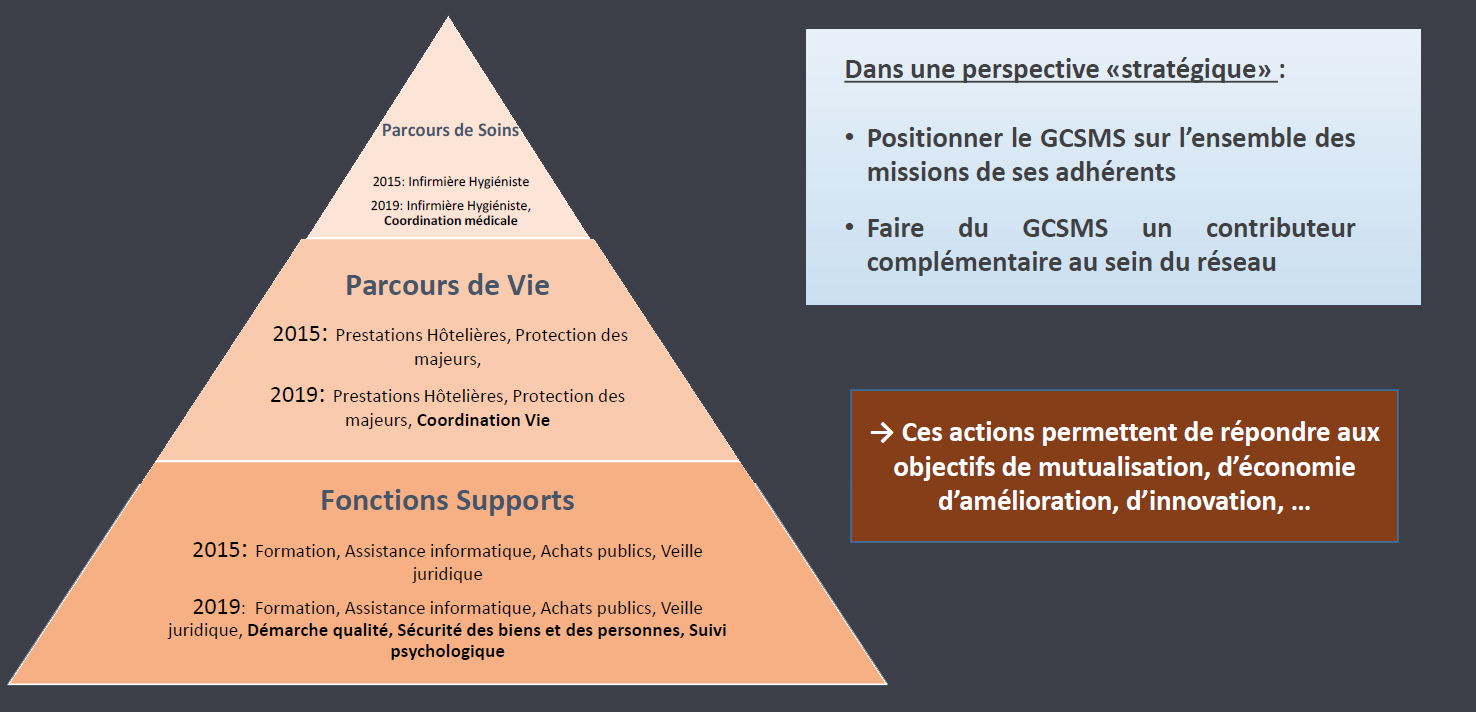 Parcours de Soins
2015: Infirmière Hygiéniste
2019: Infirmière Hygiéniste,
Coordination médicale
Parcours de Vie
2015: Prestations Hôtelières, Protection des
majeurs,
2019: Prestations Hôtelières, Protection des
majeurs, Coordination Vie
Fonctions Supports
2015: Formation, Assistance informatique, Achats publics, Veille
juridique
2019: Formation, Assistance informatique, Achats publics, Veille
juridique, Démarche qualité, Sécurité des biens et des personnes, Suivi
psychologique
Dans une perspective «stratégique» :
• Positionner le GCSMS sur l’ensemble des
missions de ses adhérents
• Faire du GCSMS un contributeur
complémentaire au sein du réseau
→ Ces actions permettent de répondre aux
objectifs de mutualisation, d’économie
d’amélioration, d’innovation, …